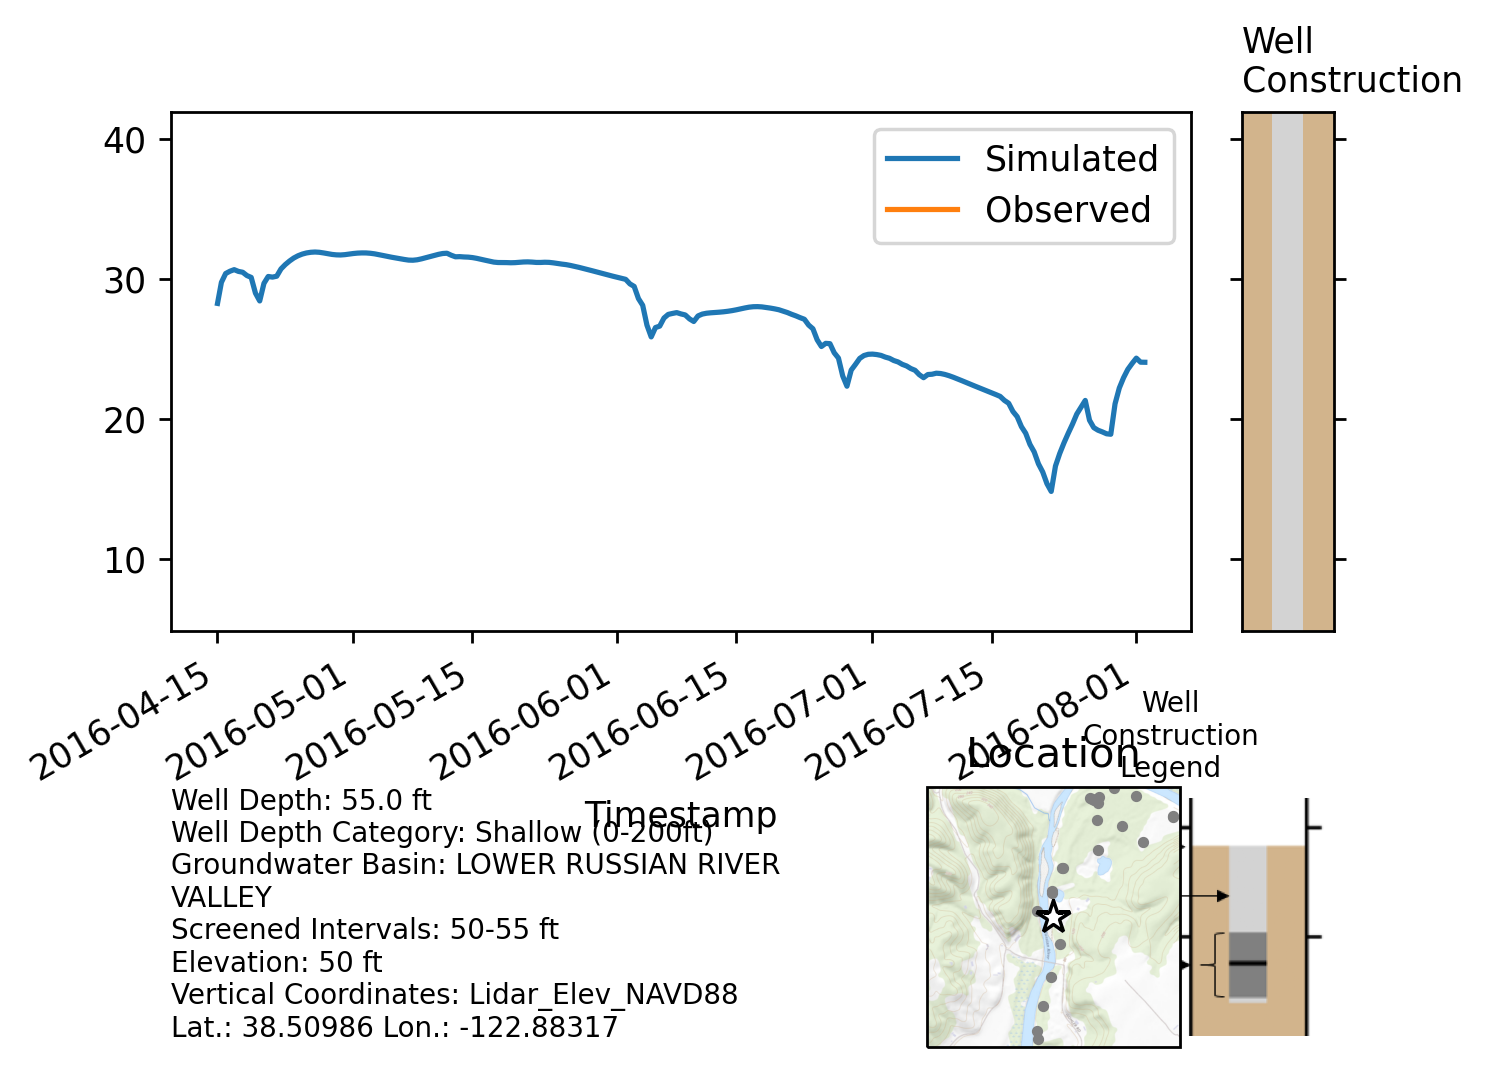 Well
Construction
40
30
20
10
Simulated
Observed
2016-04-15
2016-05-01
2016-05-15
2016-06-01
2016-06-15
2016-07-01
2016-07-15
2016-08-01
Timestamp
Well Depth: 55.0 ft
Well Depth Category: Shallow (0-200ft)
Groundwater Basin: LOWER RUSSIAN RIVER
VALLEY
Screened Intervals: 50-55 ft
Elevation: 50 ft
Vertical Coordinates: Lidar_Elev_NAVD88
Lat.: 38.50986 Lon.: -122.88317
Location
Well
Construction
Legend